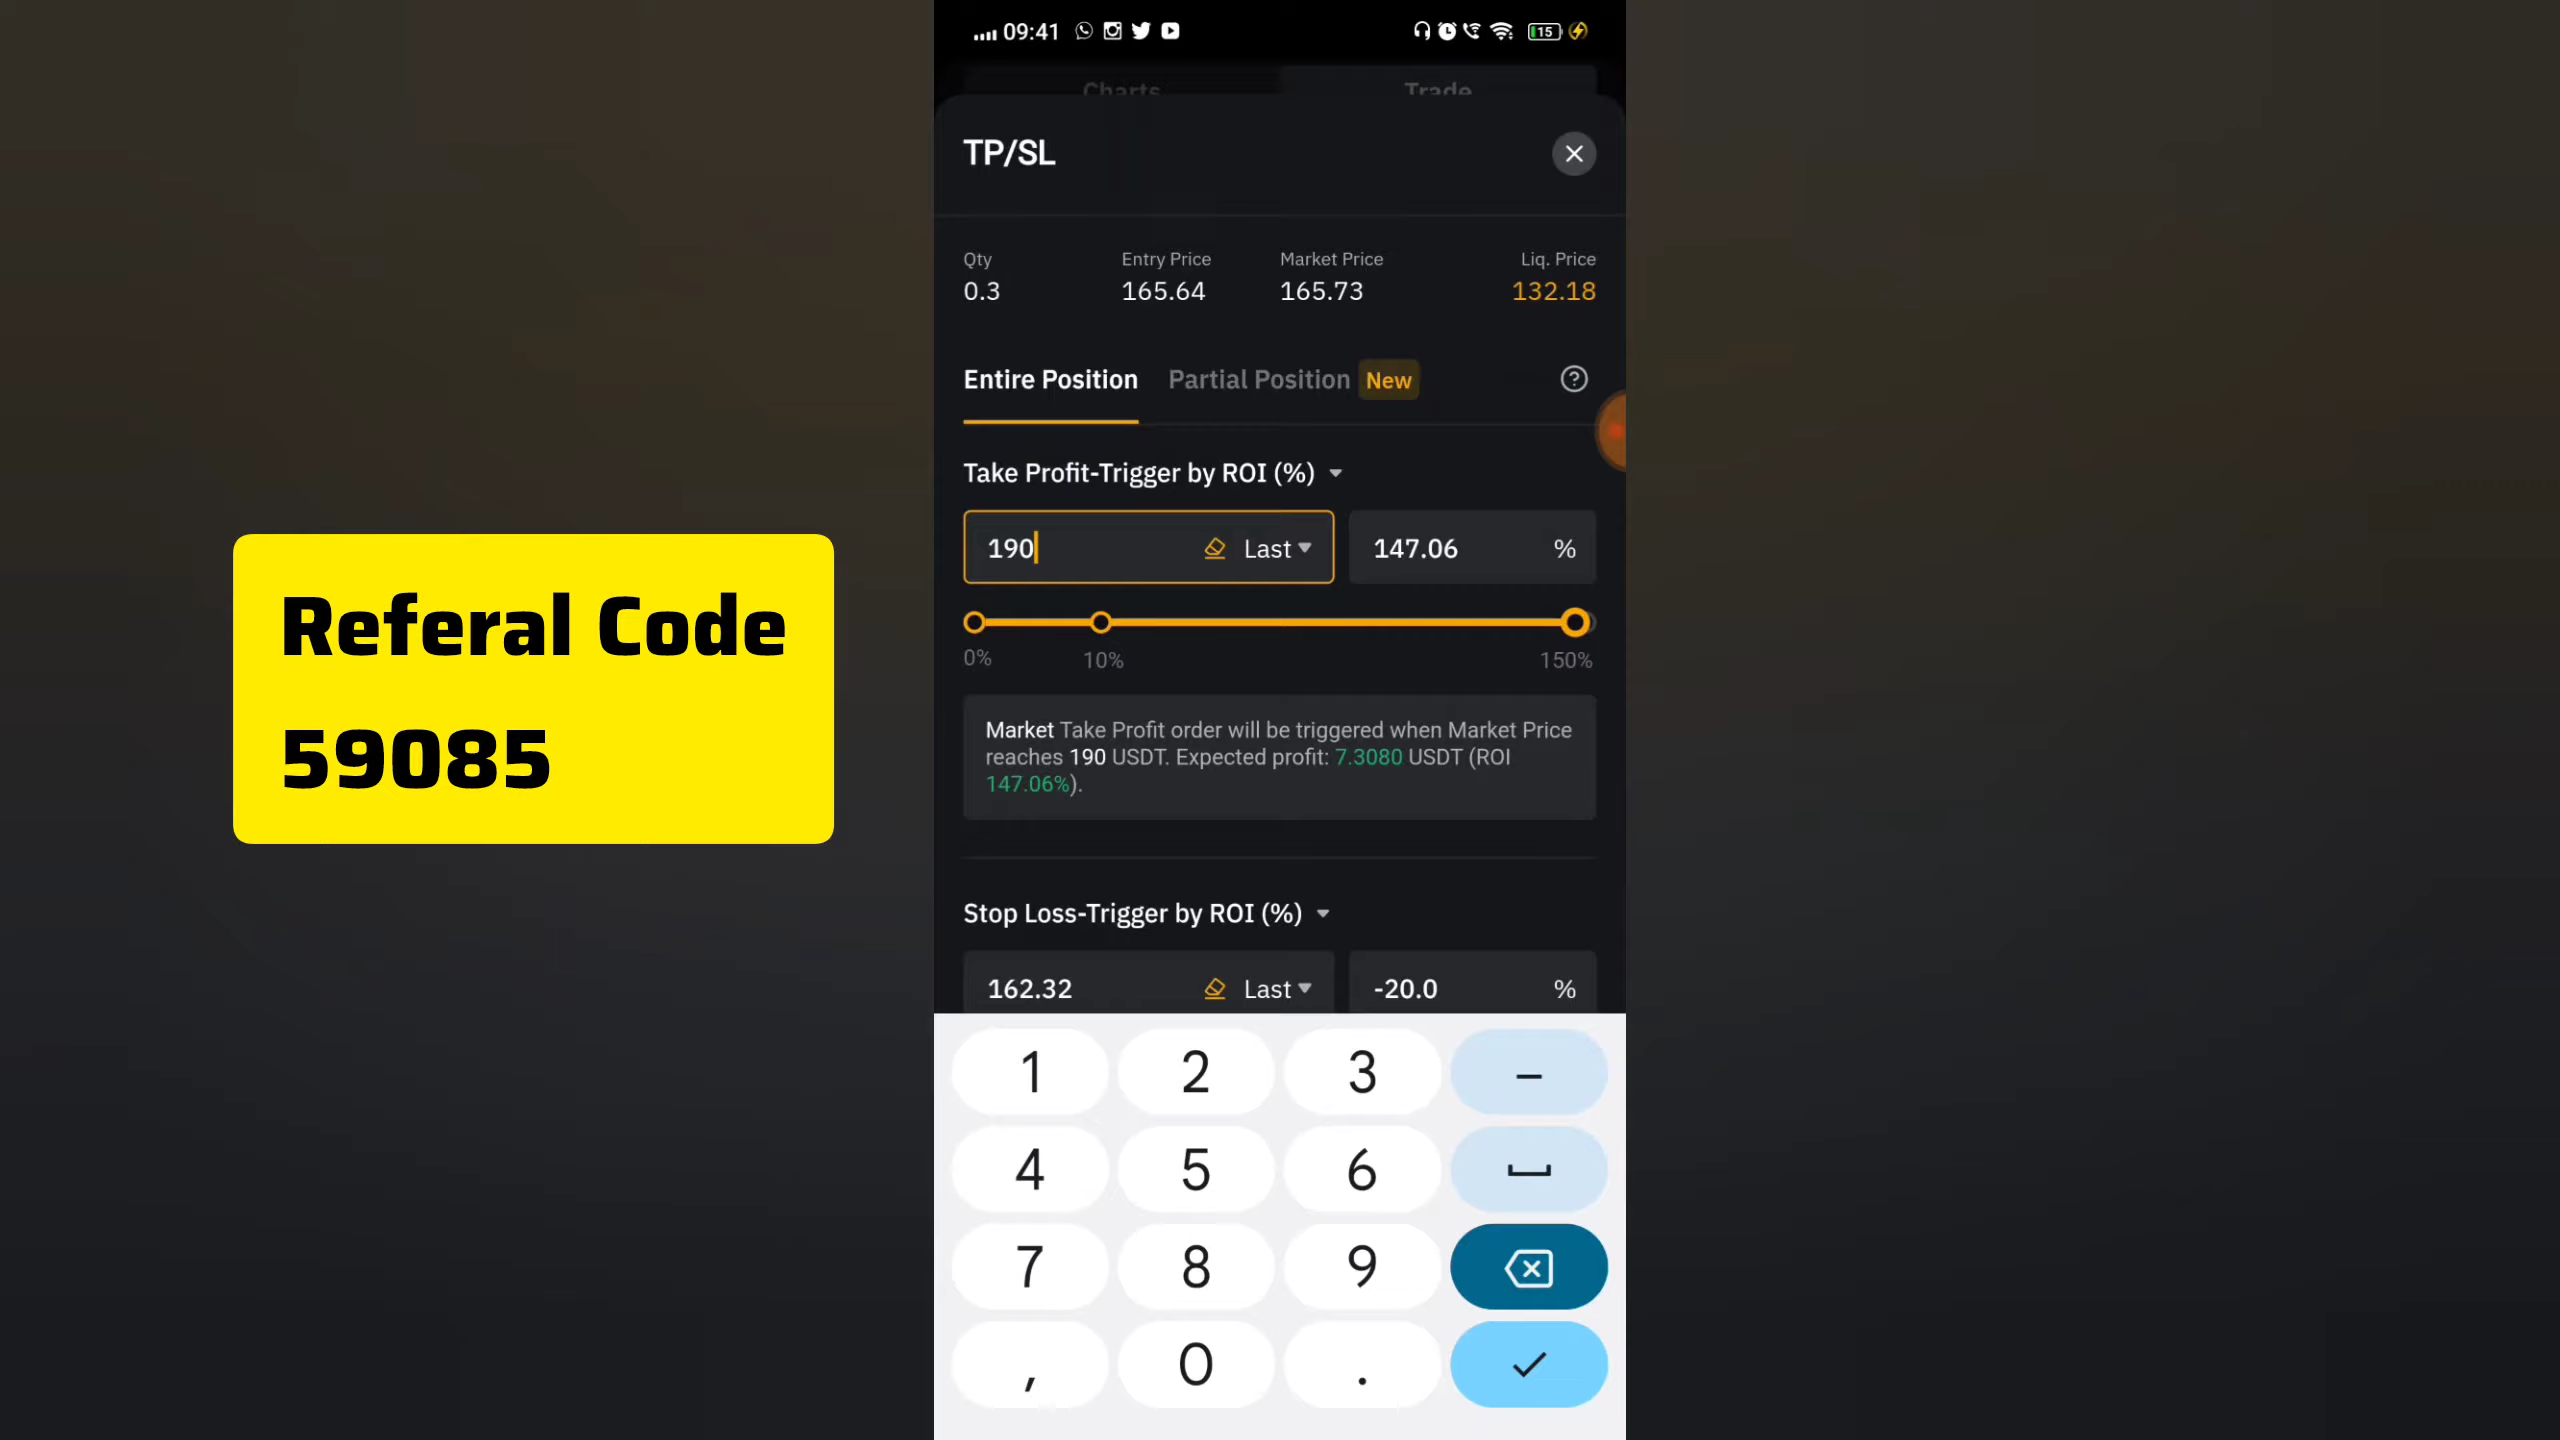 09:41
15
Charts Trade
TP/SL
Qty Entry Price Market Price Liq. Price
0.3 165.64 165.73 132.18
Entire Position Partial Position New
Take Profit-Trigger by ROI (%)
190 Last 147.06 %
0% 10% 150%
Market Take Profit order will be triggered when Market Price
reaches 190 USDT. Expected profit: 7.3080 USDT (ROI
147.06%).
Stop Loss-Trigger by ROI (%)
162.32 Last -20.0 %
1 2 3 –
4 5 6
7 8 9
, 0 .
Referal Code
59085